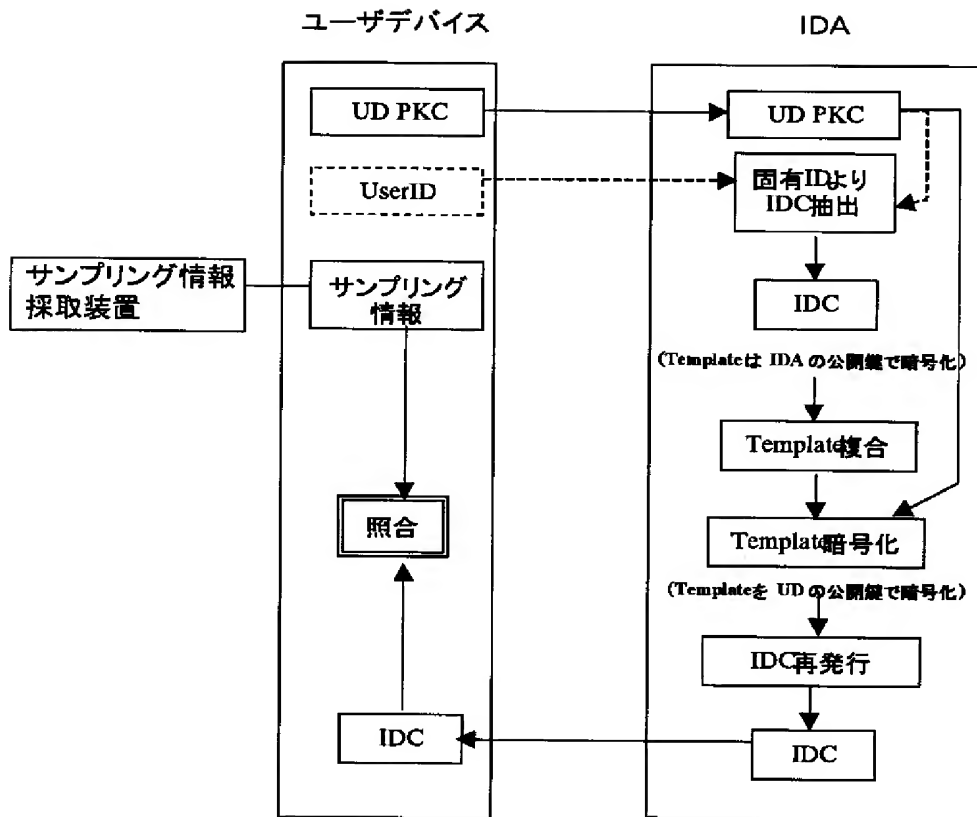 ユーザデバイス
IDA
UD PKC
UD PKC
UserID
固有IDより
IDC抽出
サンプリング情報
採取装置
サンプリング
情報
IDC
(Templateは IDA の公開鍵で暗号化)
Template複合
照合
Template暗号化
(Templateを UD の公開鍵で暗号化)
IDC再発行
IDC
IDC